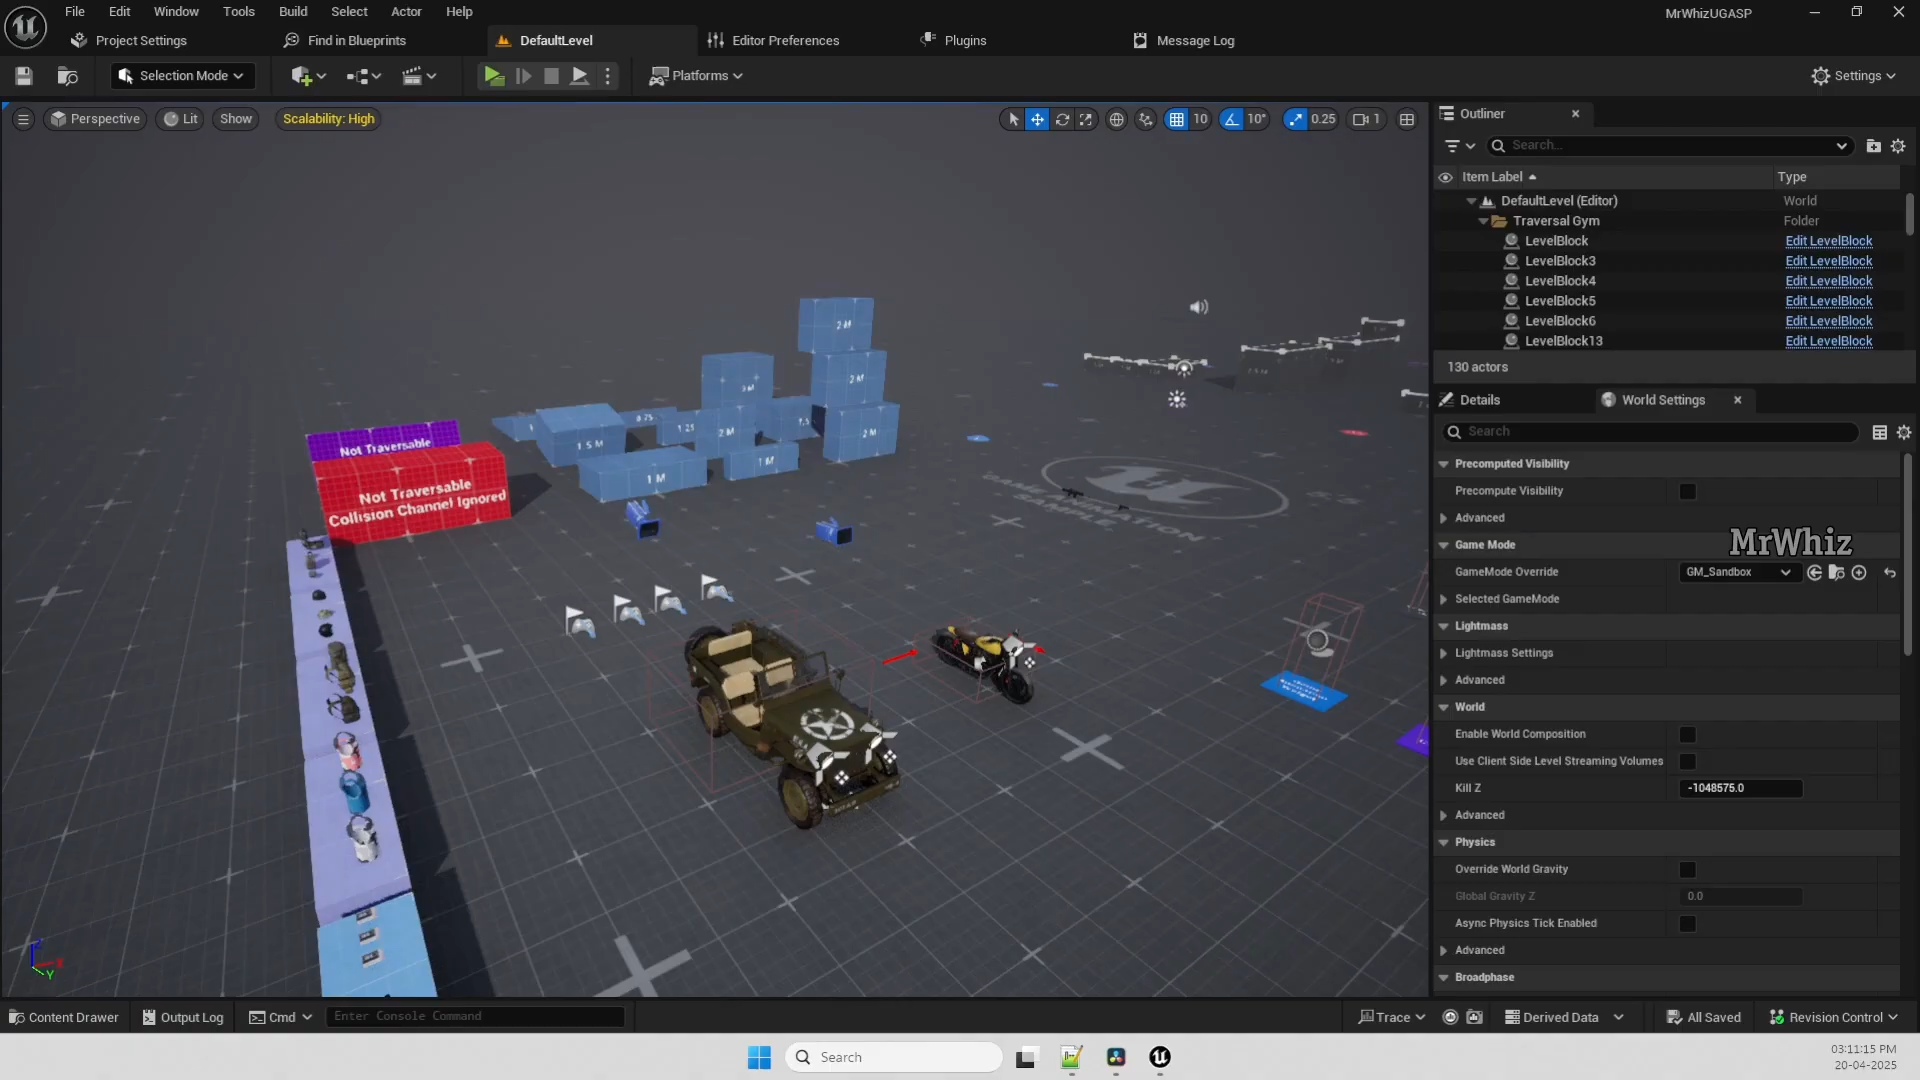 File Edit Window Tools Build Select Actor Help
MrWhizUGASP
Project Settings
Find in Blueprints
DefaultLevel
Editor Preferences
Plugins
Message Log
Selection Mode
Platforms
Settings
Perspective
Lit
Show
Scalability: High
10
10°
0.25
1
Outliner
Search...
Item Label
Type
DefaultLevel (Editor)
World
Traversal Gym
Folder
LevelBlock
Edit LevelBlock
LevelBlock3
Edit LevelBlock
LevelBlock4
Edit LevelBlock
LevelBlock5
Edit LevelBlock
LevelBlock6
Edit LevelBlock
LevelBlock13
Edit LevelBlock
130 actors
Details
World Settings
Search
Precomputed Visibility
Precompute Visibility
Advanced
Game Mode
MrWhiz
GameMode Override
GM_Sandbox
Selected GameMode
Lightmass
Lightmass Settings
Advanced
World
Enable World Composition
Use Client Side Level Streaming Volumes
Kill Z
-1048575.0
Advanced
Physics
Override World Gravity
Global Gravity Z
0.0
Async Physics Tick Enabled
Advanced
Broadphase
2 M
2 M
2 M
2 M
1.5 M
1 M
1 M
1.25
Not Traversable
Not Traversable
Collision Channel Ignored
GAME ANIMATION
SAMPLE
Content Drawer
Output Log
Cmd
Enter Console Command
Trace
Derived Data
All Saved
Revision Control
Search
03:11:15 PM
20-04-2025